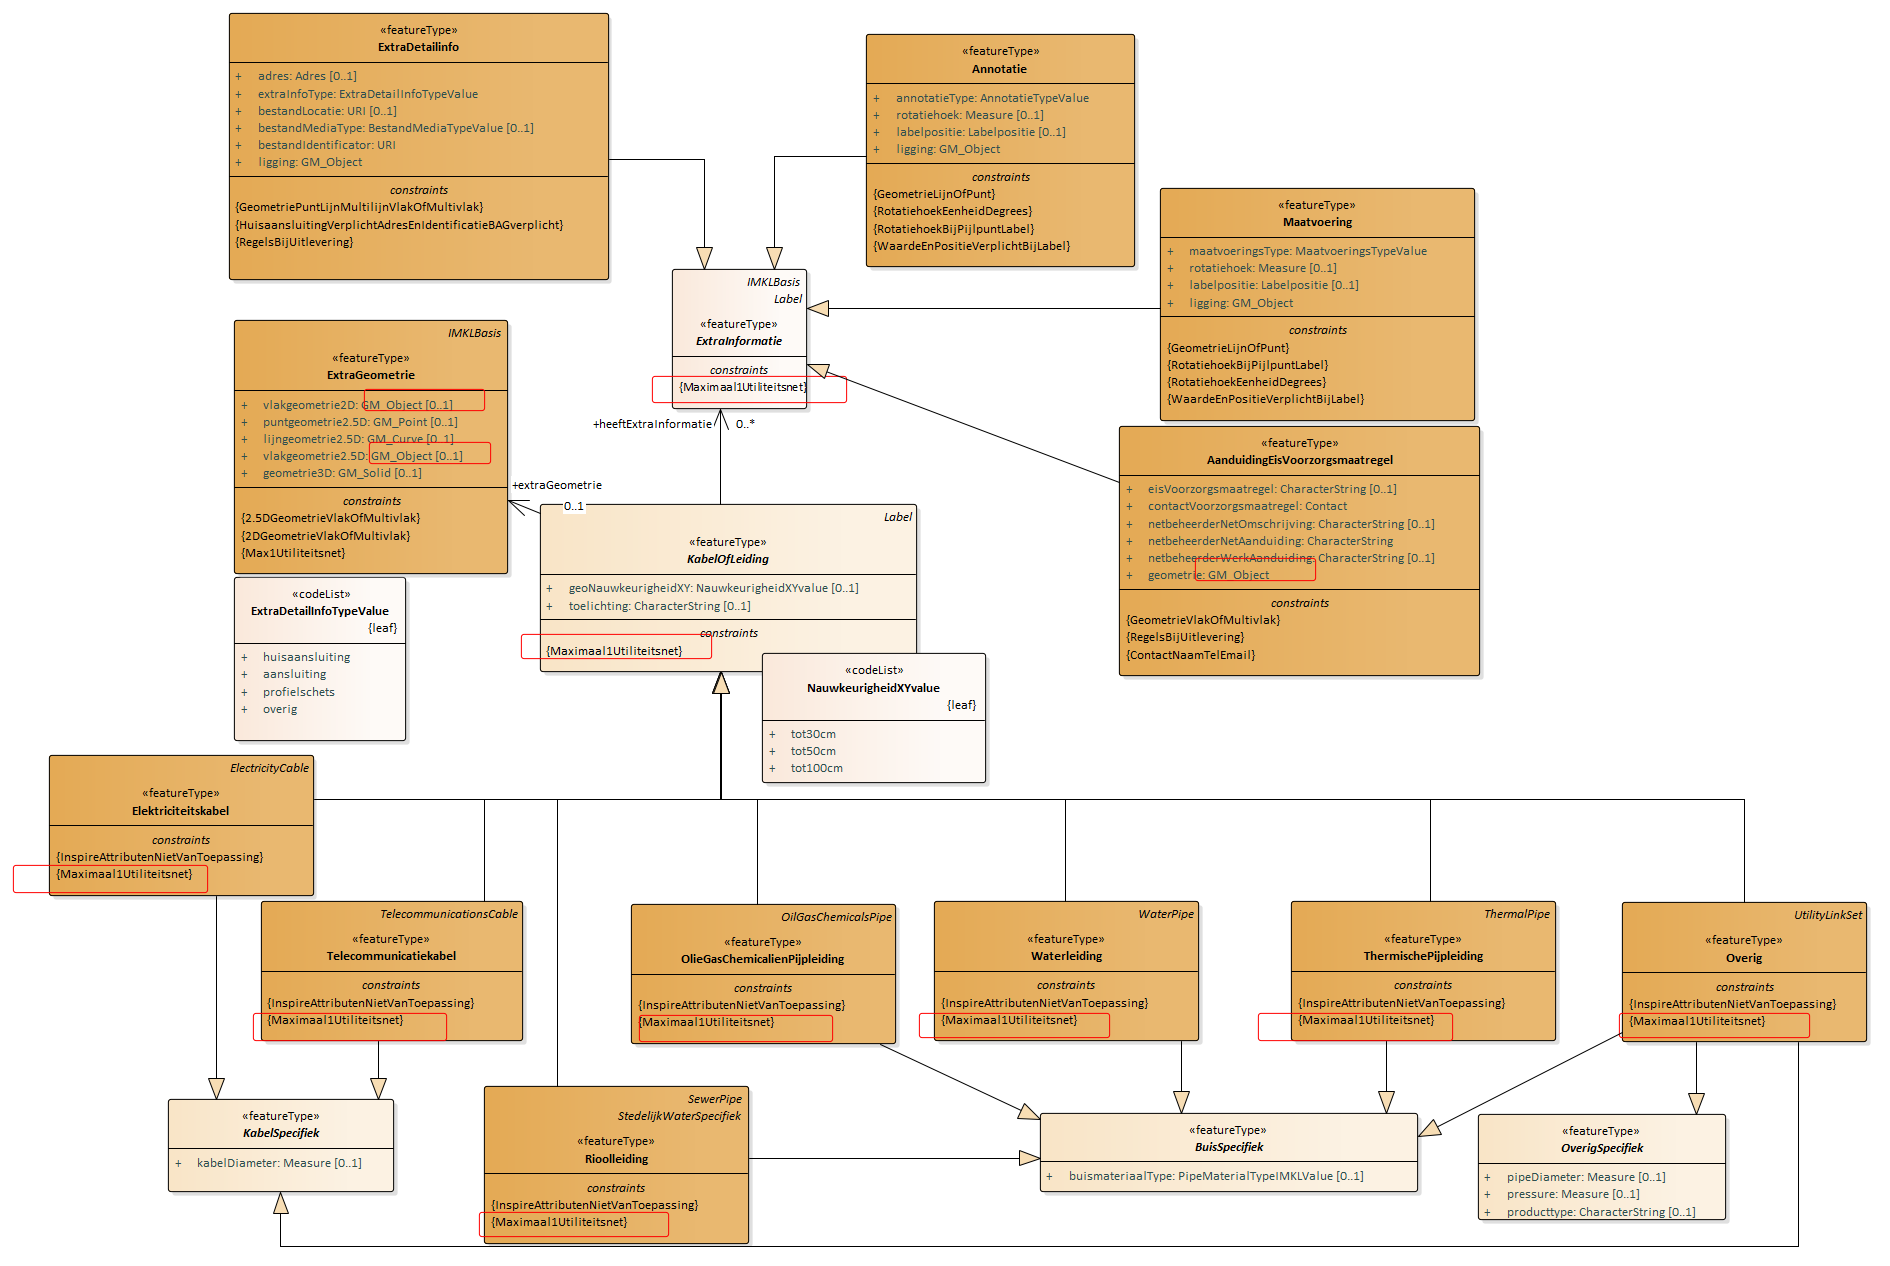 «featureType»
ExtraDetailinfo
+ adres: Adres [0..1]
+ extraInfoType: ExtraDetailInfoTypeValue
+ bestandLocatie: URI [0..1]
+ bestandMediaType: BestandMediaTypeValue [0..1]
+ bestandIdentificator: URI
+ ligging: GM_Object
constraints
{GeometriePuntLijnMultilijnVlakOfMultivlak}
{HuisaansluitingVerplichtAdresEnIdentificatieBAGverplicht}
{RegelsBijUitlevering}
«featureType»
Annotatie
+ annotatieType: AnnotatieTypeValue
+ rotatiehoek: Measure [0..1]
+ labelpositie: Labelpositie [0..1]
+ ligging: GM_Object
constraints
{GeometrieLijnOfPunt}
{RotatiehoekEenheidDegrees}
{RotatiehoekBijPijlpuntLabel}
{WaardeEnPositieVerplichtBijLabel}
«featureType»
Maatvoering
+ maatvoeringsType: MaatvoeringsTypeValue
+ rotatiehoek: Measure [0..1]
+ labelpositie: Labelpositie [0..1]
+ ligging: GM_Object
constraints
{GeometrieLijnOfPunt}
{RotatiehoekBijPijlpuntLabel}
{RotatiehoekEenheidDegrees}
{WaardeEnPositieVerplichtBijLabel}
IMKLBasis
Label
«featureType»
ExtraInformatie
constraints
{Maximaal1Utiliteitsnet}
IMKLBasis
«featureType»
ExtraGeometrie
+ vlakgeometrie2D: GM_Object [0..1]
+ puntgeometrie2.5D: GM_Point [0..1]
+ lijngeometrie2.5D: GM_Curve [0..1]
+ vlakgeometrie2.5D: GM_Object [0..1]
+ geometrie3D: GM_Solid [0..1]
constraints
{2.5DGeometrieVlakOfMultivlak}
{2DGeometrieVlakOfMultivlak}
{Max1Utiliteitsnet}
+heeftExtraInformatie 0..*
+extraGeometrie
0..1
«featureType»
AanduidingEisVoorzorgsmaatregel
+ eisVoorzorgsmaatregel: CharacterString [0..1]
+ contactVoorzorgsmaatregel: Contact
+ netbeheerderNetOmschrijving: CharacterString [0..1]
+ netbeheerderNetAanduiding: CharacterString
+ netbeheerderWerkAanduiding: CharacterString [0..1]
+ geometrie: GM_Object
constraints
{GeometrieVlakOfMultivlak}
{RegelsBijUitlevering}
{ContactNaamTelEmail}
Label
«featureType»
KabelOfLeiding
+ geoNauwkeurigheidXY: NauwkeurigheidXYvalue [0..1]
+ toelichting: CharacterString [0..1]
constraints
{Maximaal1Utiliteitsnet}
«codeList»
ExtraDetailInfoTypeValue
{leaf}
+ huisaansluiting
+ aansluiting
+ profielschets
+ overig
«codeList»
NauwkeurigheidXYvalue
{leaf}
+ tot30cm
+ tot50cm
+ tot100cm
ElectricityCable
«featureType»
Elektriciteitskabel
constraints
{InspireAttributenNietVanToepassing}
{Maximaal1Utiliteitsnet}
TelecommunicationsCable
«featureType»
Telecommunicatiekabel
constraints
{InspireAttributenNietVanToepassing}
{Maximaal1Utiliteitsnet}
OilGasChemicalsPipe
«featureType»
OlieGasChemicalienPijpleiding
constraints
{InspireAttributenNietVanToepassing}
{Maximaal1Utiliteitsnet}
WaterPipe
«featureType»
Waterleiding
constraints
{InspireAttributenNietVanToepassing}
{Maximaal1Utiliteitsnet}
ThermalPipe
«featureType»
ThermischePijpleiding
constraints
{InspireAttributenNietVanToepassing}
{Maximaal1Utiliteitsnet}
UtilityLinkSet
«featureType»
Overig
constraints
{InspireAttributenNietVanToepassing}
{Maximaal1Utiliteitsnet}
«featureType»
KabelSpecifiek
+ kabelDiameter: Measure [0..1]
SewerPipe
StedelijkWaterSpecifiek
«featureType»
Rioolleiding
constraints
{InspireAttributenNietVanToepassing}
{Maximaal1Utiliteitsnet}
«featureType»
BuisSpecifiek
+ buismateriaalType: PipeMaterialTypeIMKLValue [0..1]
«featureType»
OverigSpecifiek
+ pipeDiameter: Measure [0..1]
+ pressure: Measure [0..1]
+ producttype: CharacterString [0..1]